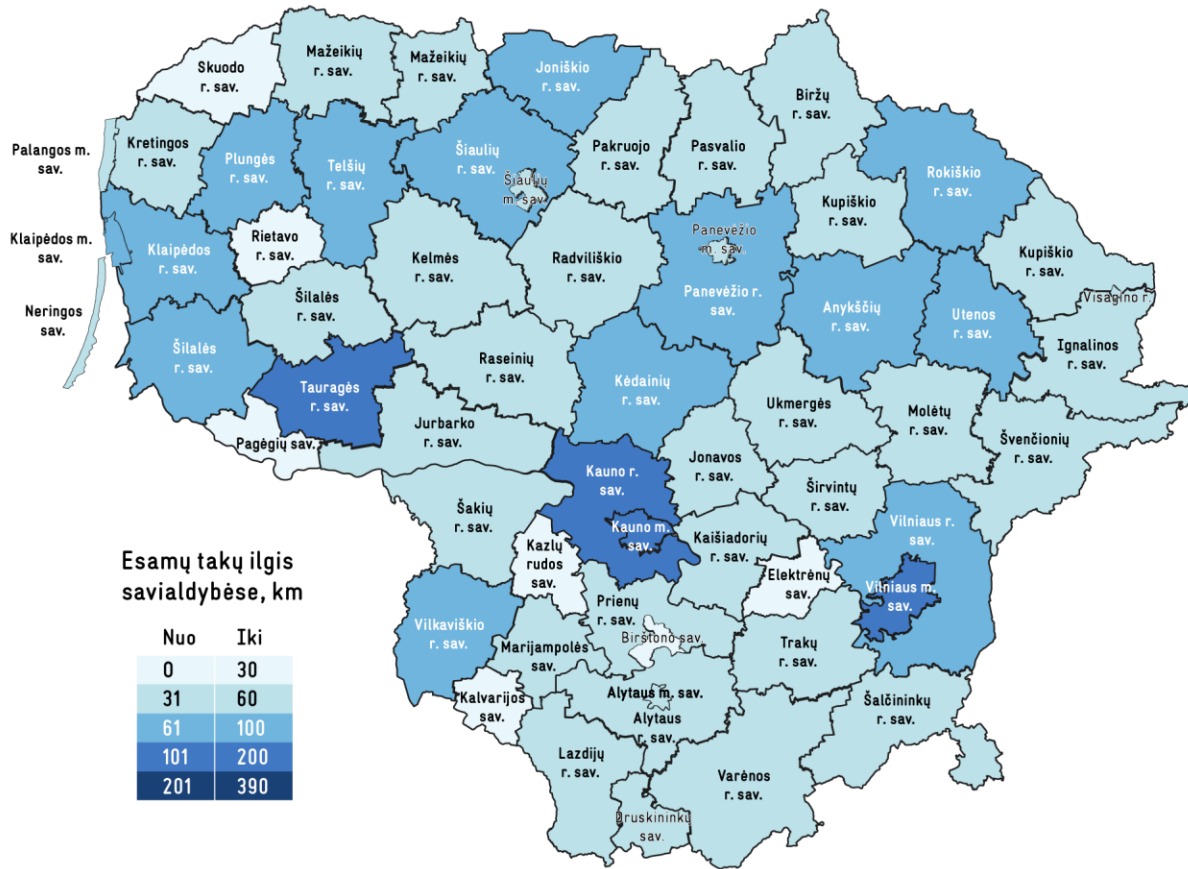 Skuodo
r. sav.
Mažeikių
r. sav.
Mažeikių
r. sav.
Joniškio
r. sav.
Biržų
r. sav.
Palangos m.
sav.
Kretingos
r. sav.
Plungės
r. sav.
Telšių
r. sav.
Šiaulių
r. sav.
Šiaulių
m. sav
Pakruojo
r. sav.
Pasvalio
r. sav.
Rokiškio
r. sav.
Kupiškio
r. sav.
Klaipėdos m.
sav.
Klaipėdos
r. sav.
Rietavo
r. sav.
Kelmės
r. sav.
Radviliškio
r. sav.
Panevėžio
m. sav.
Panevėžio r.
sav.
Kupiškio
r. sav.
Visagino r.
Neringos
sav.
Šilalės
r. sav.
Anykščių
r. sav.
Utenos
r. sav.
Ignalinos
r. sav.
Šilalės
r. sav.
Tauragės
r. sav.
Raseinių
r. sav.
Kėdainių
r. sav.
Ukmergės
r. sav.
Molėtų
r. sav.
Švenčionių
r. sav.
Pagėgių sav.
Jurbarko
r. sav.
Kauno r.
sav.
Jonavos
r. sav.
Širvintų
r. sav.
Šakių
r. sav.
Kauno m.
sav.
Kaišiadorių
r. sav.
Vilniaus r.
sav.
Kazlų
rudos
sav.
Elektrėnų
sav.
Vilniaus m.
sav.
Prienų
r. sav.
Birštono sav.
Vilkaviškio
r. sav.
Marijampolės
sav.
Trakų
r. sav.
Kalvarijos
sav.
Alytaus m. sav.
Alytaus
r. sav.
Šalčininkų
r. sav.
Lazdijų
r. sav.
Varėnos
r. sav.
Druskininkų
sav.
Esamų takų ilgis
savialdybėse, km
Nuo Iki
0 30
31 60
61 100
101 200
201 390